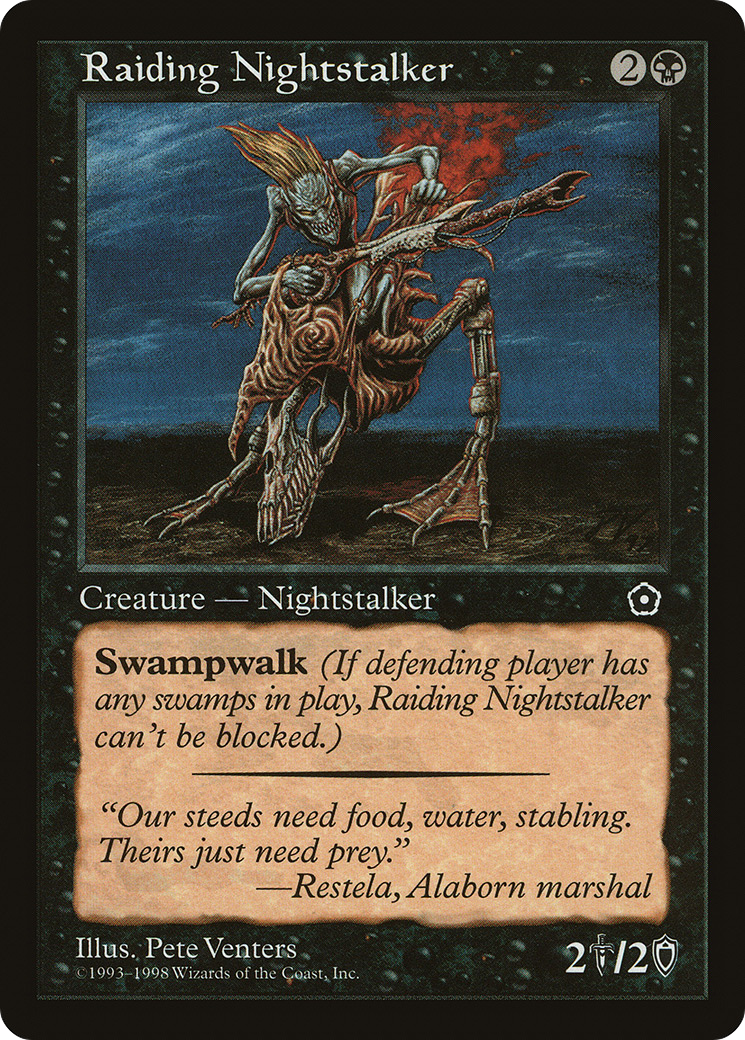 Raiding Nightstalker 2
Creature — Nightstalker
Swampwalk (If defending player has
any swamps in play, Raiding Nightstalker
can't be blocked.)
“Our steeds need food, water, stabling.
Theirs just need prey.”
—Restela, Alaborn marshal
Illus. Pete Venters
©1993–1998 Wizards of the Coast, Inc.
2/2